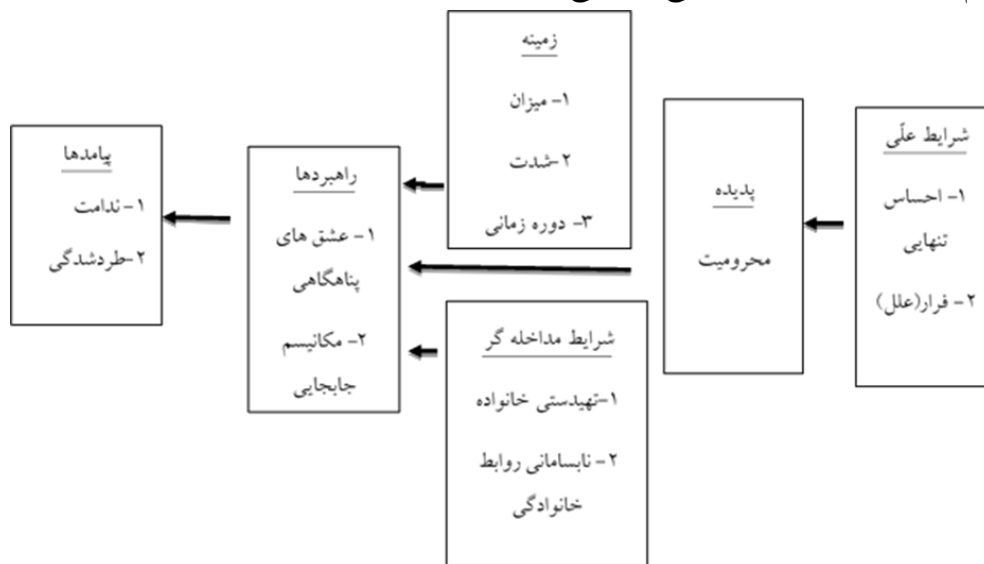 شرایط علّی
۱- احساس
تنهایی
۲- فرار(علل)
پدیده
محرومیت
زمینه
۱- میزان
۲-شدت
۳- دوره زمانی
شرایط مداخله گر
۱-تهیدستی خانواده
۲- نابسامانی روابط
خانوادگی
راهبردها
۱- عشق های
پناهگاهی
۲- مکانیسم
جابجایی
پیامدها
۱-ندامت
۲-طردشدگی